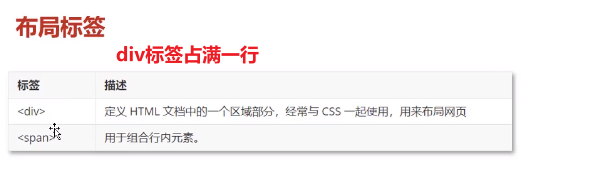 布局标签
div标签占满一行
标签 描述
<div> 定义 HTML 文档中的一个区域部分，经常与 CSS 一起使用，用来布局网页
<span> 用于组合行内元素。